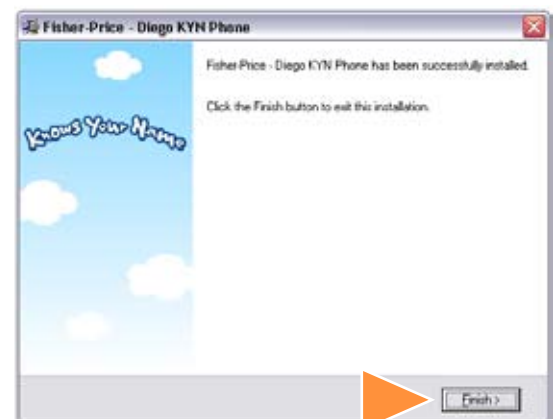 Fisher-Price - Diego KYN Phone
Fisher-Price - Diego KYN Phone has been successfully installed.
Click the Finish button to exit this installation.
Knows Your Name
Finish >